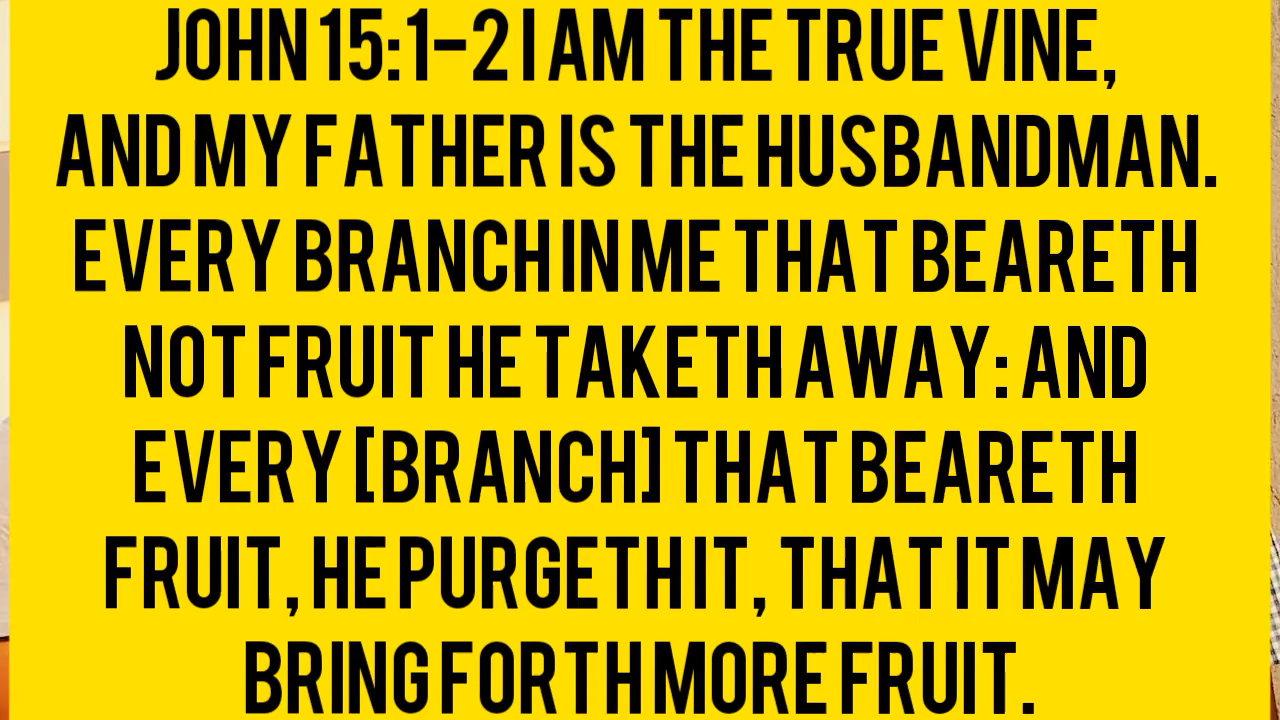 JOHN 15:1-2 I AM THE TRUE VINE,
AND MY FATHER IS THE HUSBANDMAN.
EVERY BRANCH IN ME THAT BEARETH
NOT FRUIT HE TAKETH AWAY: AND
EVERY [BRANCH] THAT BEARETH
FRUIT, HE PURGETH IT, THAT IT MAY
BRING FORTH MORE FRUIT.